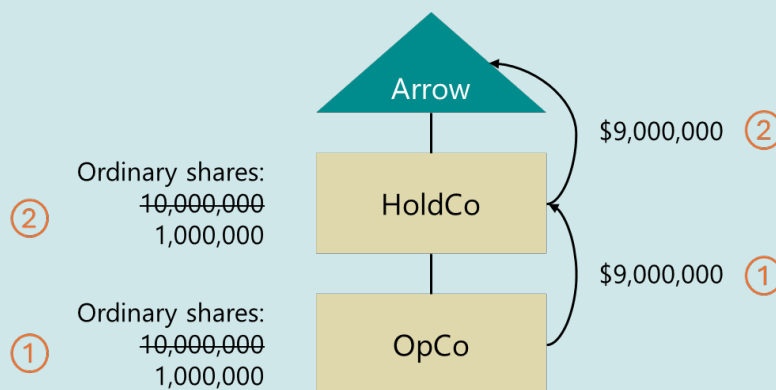 Arrow
$9,000,000 2
Ordinary shares:
10,000,000
1,000,000
2
HoldCo
$9,000,000 1
Ordinary shares:
10,000,000
1,000,000
1
OpCo